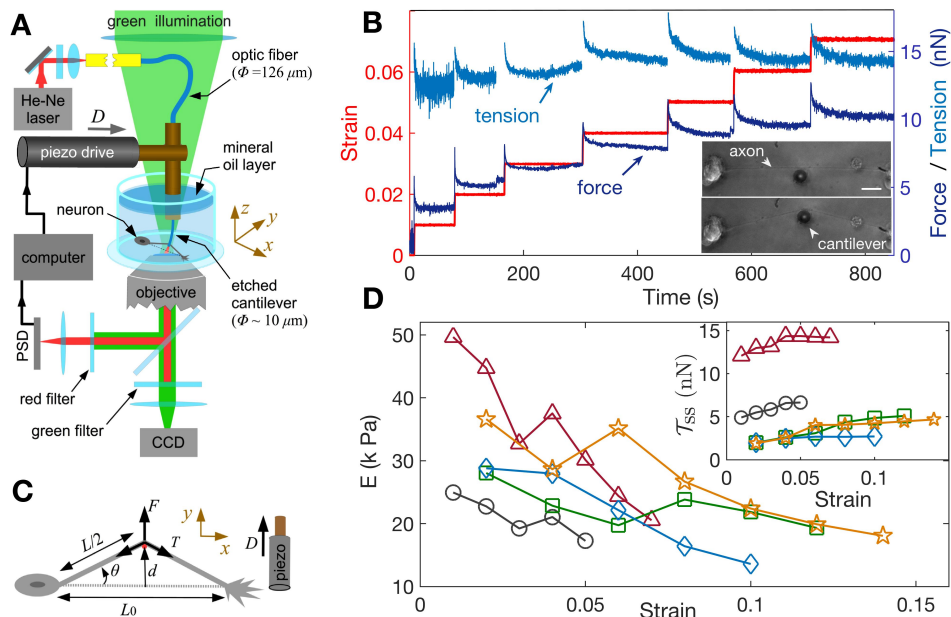 A
green illumination
optic fiber
(Φ =126 μm)
He-Ne
laser
D
piezo drive
mineral
oil layer
neuron
z
y
x
computer
objective
etched
cantilever
(Φ ~ 10 μm)
PSD
red filter
green filter
CCD
B
Strain
0.06
0.04
0.02
0
tension
force
axon
cantilever
15
10
5
0
Force / Tension (nN)
0
200
400
600
800
Time (s)
C
F
y
x
D
L/2
T
θ
d
L0
piezo
D
E (k Pa)
50
40
30
20
10
0
0.05
0.1
0.15
Strain
𝒯ss (nN)
15
10
5
0
0
0.05
0.1
Strain